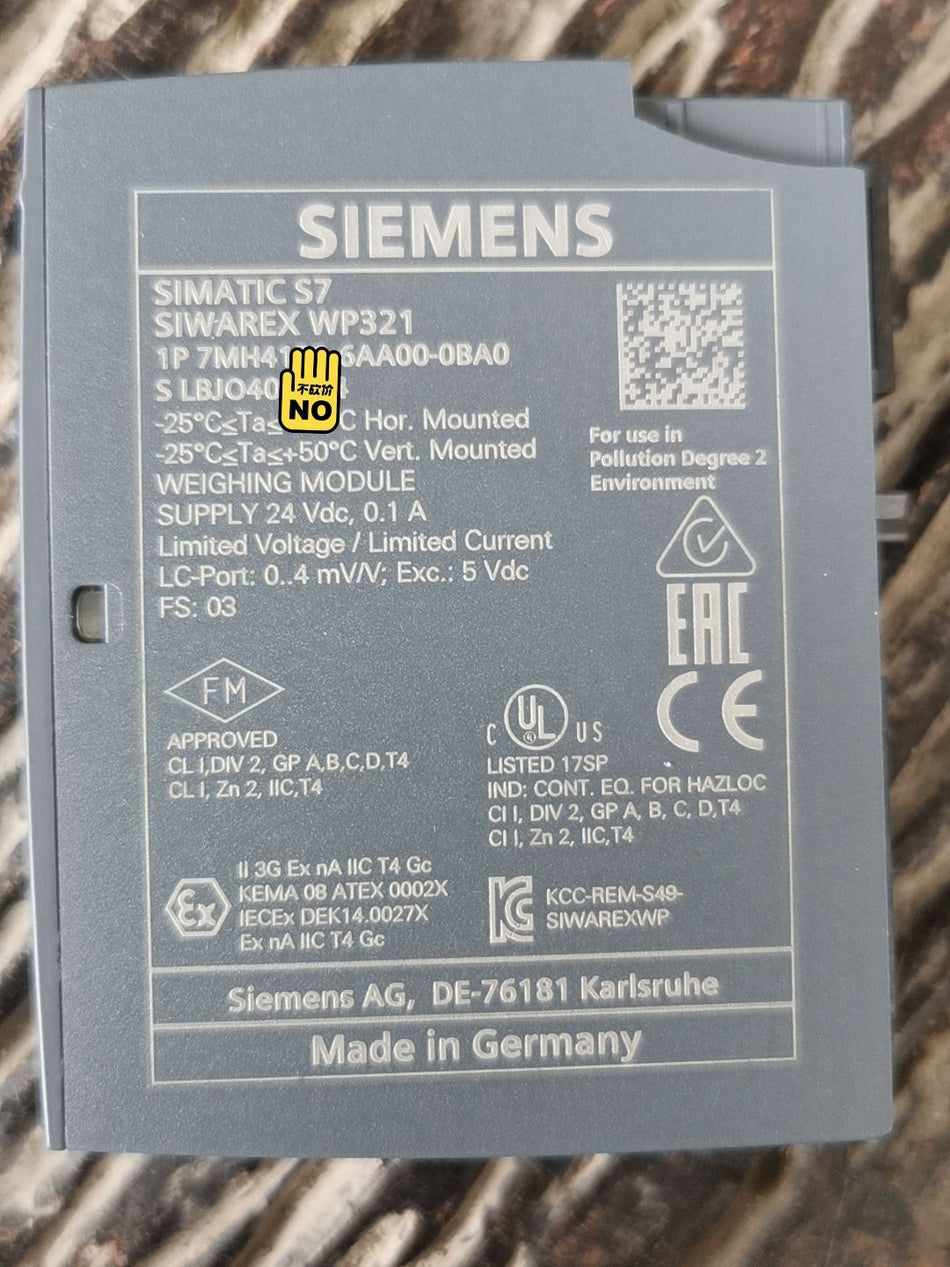 SIEMENS
SIMATIC S7
SIWAREX WP321
1P 7MH41 6AA00-0BA0
S LBJO40
-25°C≤Ta≤ °C Hor. Mounted
-25°C≤Ta≤+50°C Vert. Mounted
WEIGHING MODULE
SUPPLY 24 Vdc, 0.1 A
Limited Voltage / Limited Current
LC-Port: 0..4 mV/V; Exc.: 5 Vdc
FS: 03
不砍价
NO
For use in
Pollution Degree 2
Environment
EAC
CE
FM
APPROVED
CL I,DIV 2, GP A,B,C,D,T4
CL I, Zn 2, IIC,T4
C UL US
®
LISTED 17SP
IND: CONT. EQ. FOR HAZLOC
Cl I, DIV 2, GP A, B, C, D,T4
Cl I, Zn 2, IIC,T4
Ex
II 3G Ex nA IIC T4 Gc
KEMA 08 ATEX 0002X
IECEx DEK14.0027X
Ex nA IIC T4 Gc
KCC-REM-S49-
SIWAREXWP
Siemens AG, DE-76181 Karlsruhe
Made in Germany